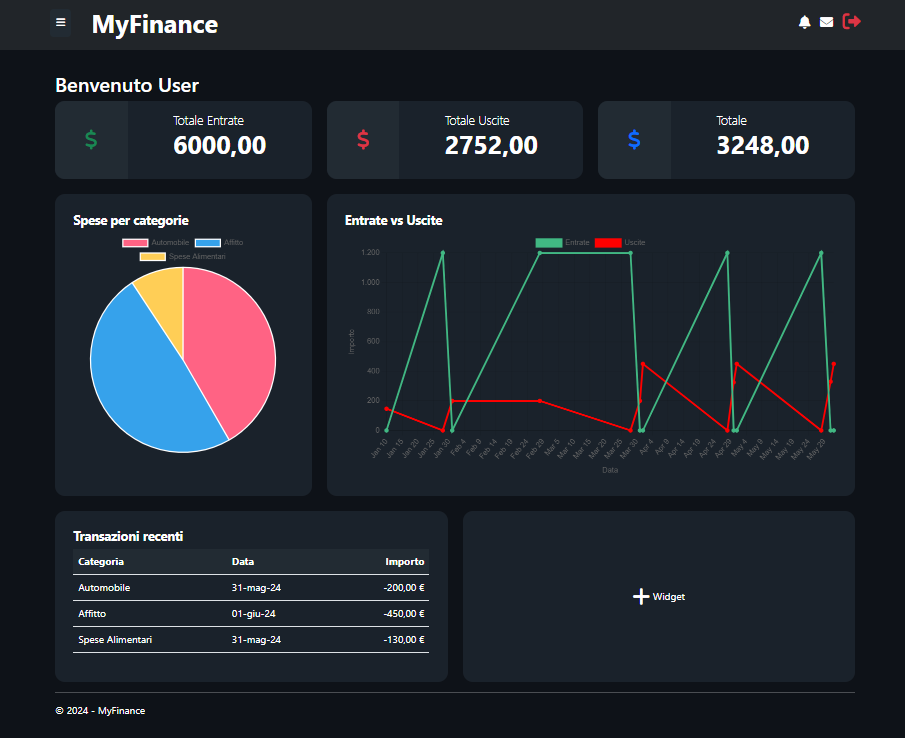 MyFinance
Benvenuto User
Totale Entrate
6000,00
Totale Uscite
2752,00
Totale
3248,00
Spese per categorie
Automobile Affitto
Spese Alimentari
Entrate vs Uscite
Entrate Uscite
1.200
1.000
800
600
400
200
0
Importo
Jan 10 Jan 15 Jan 20 Jan 25 Jan 30 Feb 4 Feb 9 Feb 14 Feb 19 Feb 24 Feb 29 Mar 5 Mar 10 Mar 15 Mar 20 Mar 25 Mar 30 Apr 4 Apr 9 Apr 14 Apr 19 Apr 24 Apr 29 May 4 May 9 May 14 May 19 May 24 May 29
Data
Transazioni recenti
Categoria Data Importo
Automobile 31-mag-24 -200,00 €
Affitto 01-giu-24 -450,00 €
Spese Alimentari 31-mag-24 -130,00 €
Widget
© 2024 - MyFinance